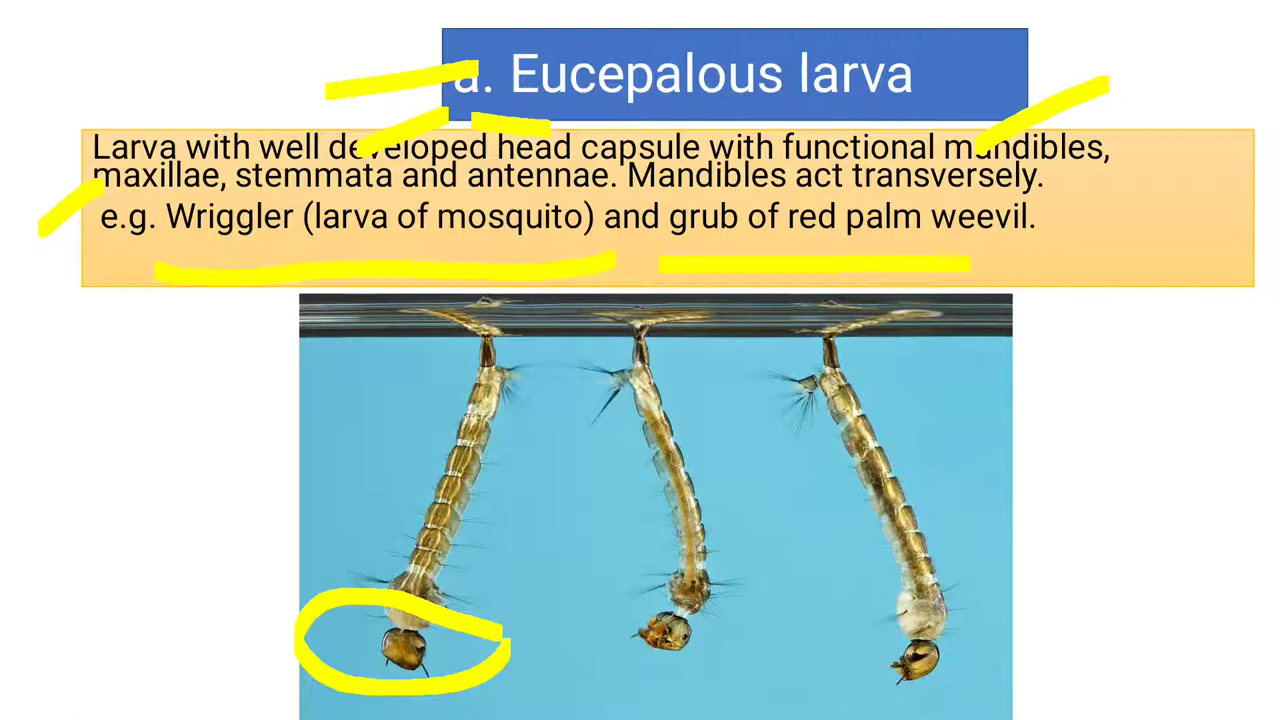 a. Eucepalous larva
Larva with well developed head capsule with functional mandibles,
maxillae, stemmata and antennae. Mandibles act transversely.
e.g. Wriggler (larva of mosquito) and grub of red palm weevil.